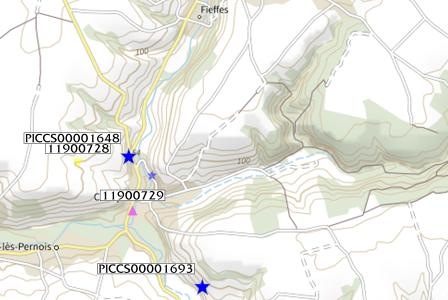 Fieffes
100
PICCS00001648
11900728
100
11900729
-lès-Pernois
PICCS00001693